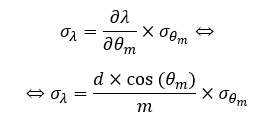 σ_λ = ∂λ/∂θ_m × σ_θ_m ⇔
⇔ σ_λ = d × cos (θ_m)/m × σ_θ_m